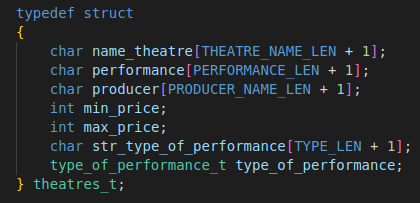 typedef struct
{
    char name_theatre[THEATRE_NAME_LEN + 1];
    char performance[PERFORMANCE_LEN + 1];
    char producer[PRODUCER_NAME_LEN + 1];
    int min_price;
    int max_price;
    char str_type_of_performance[TYPE_LEN + 1];
    type_of_performance_t type_of_performance;
} theatres_t;